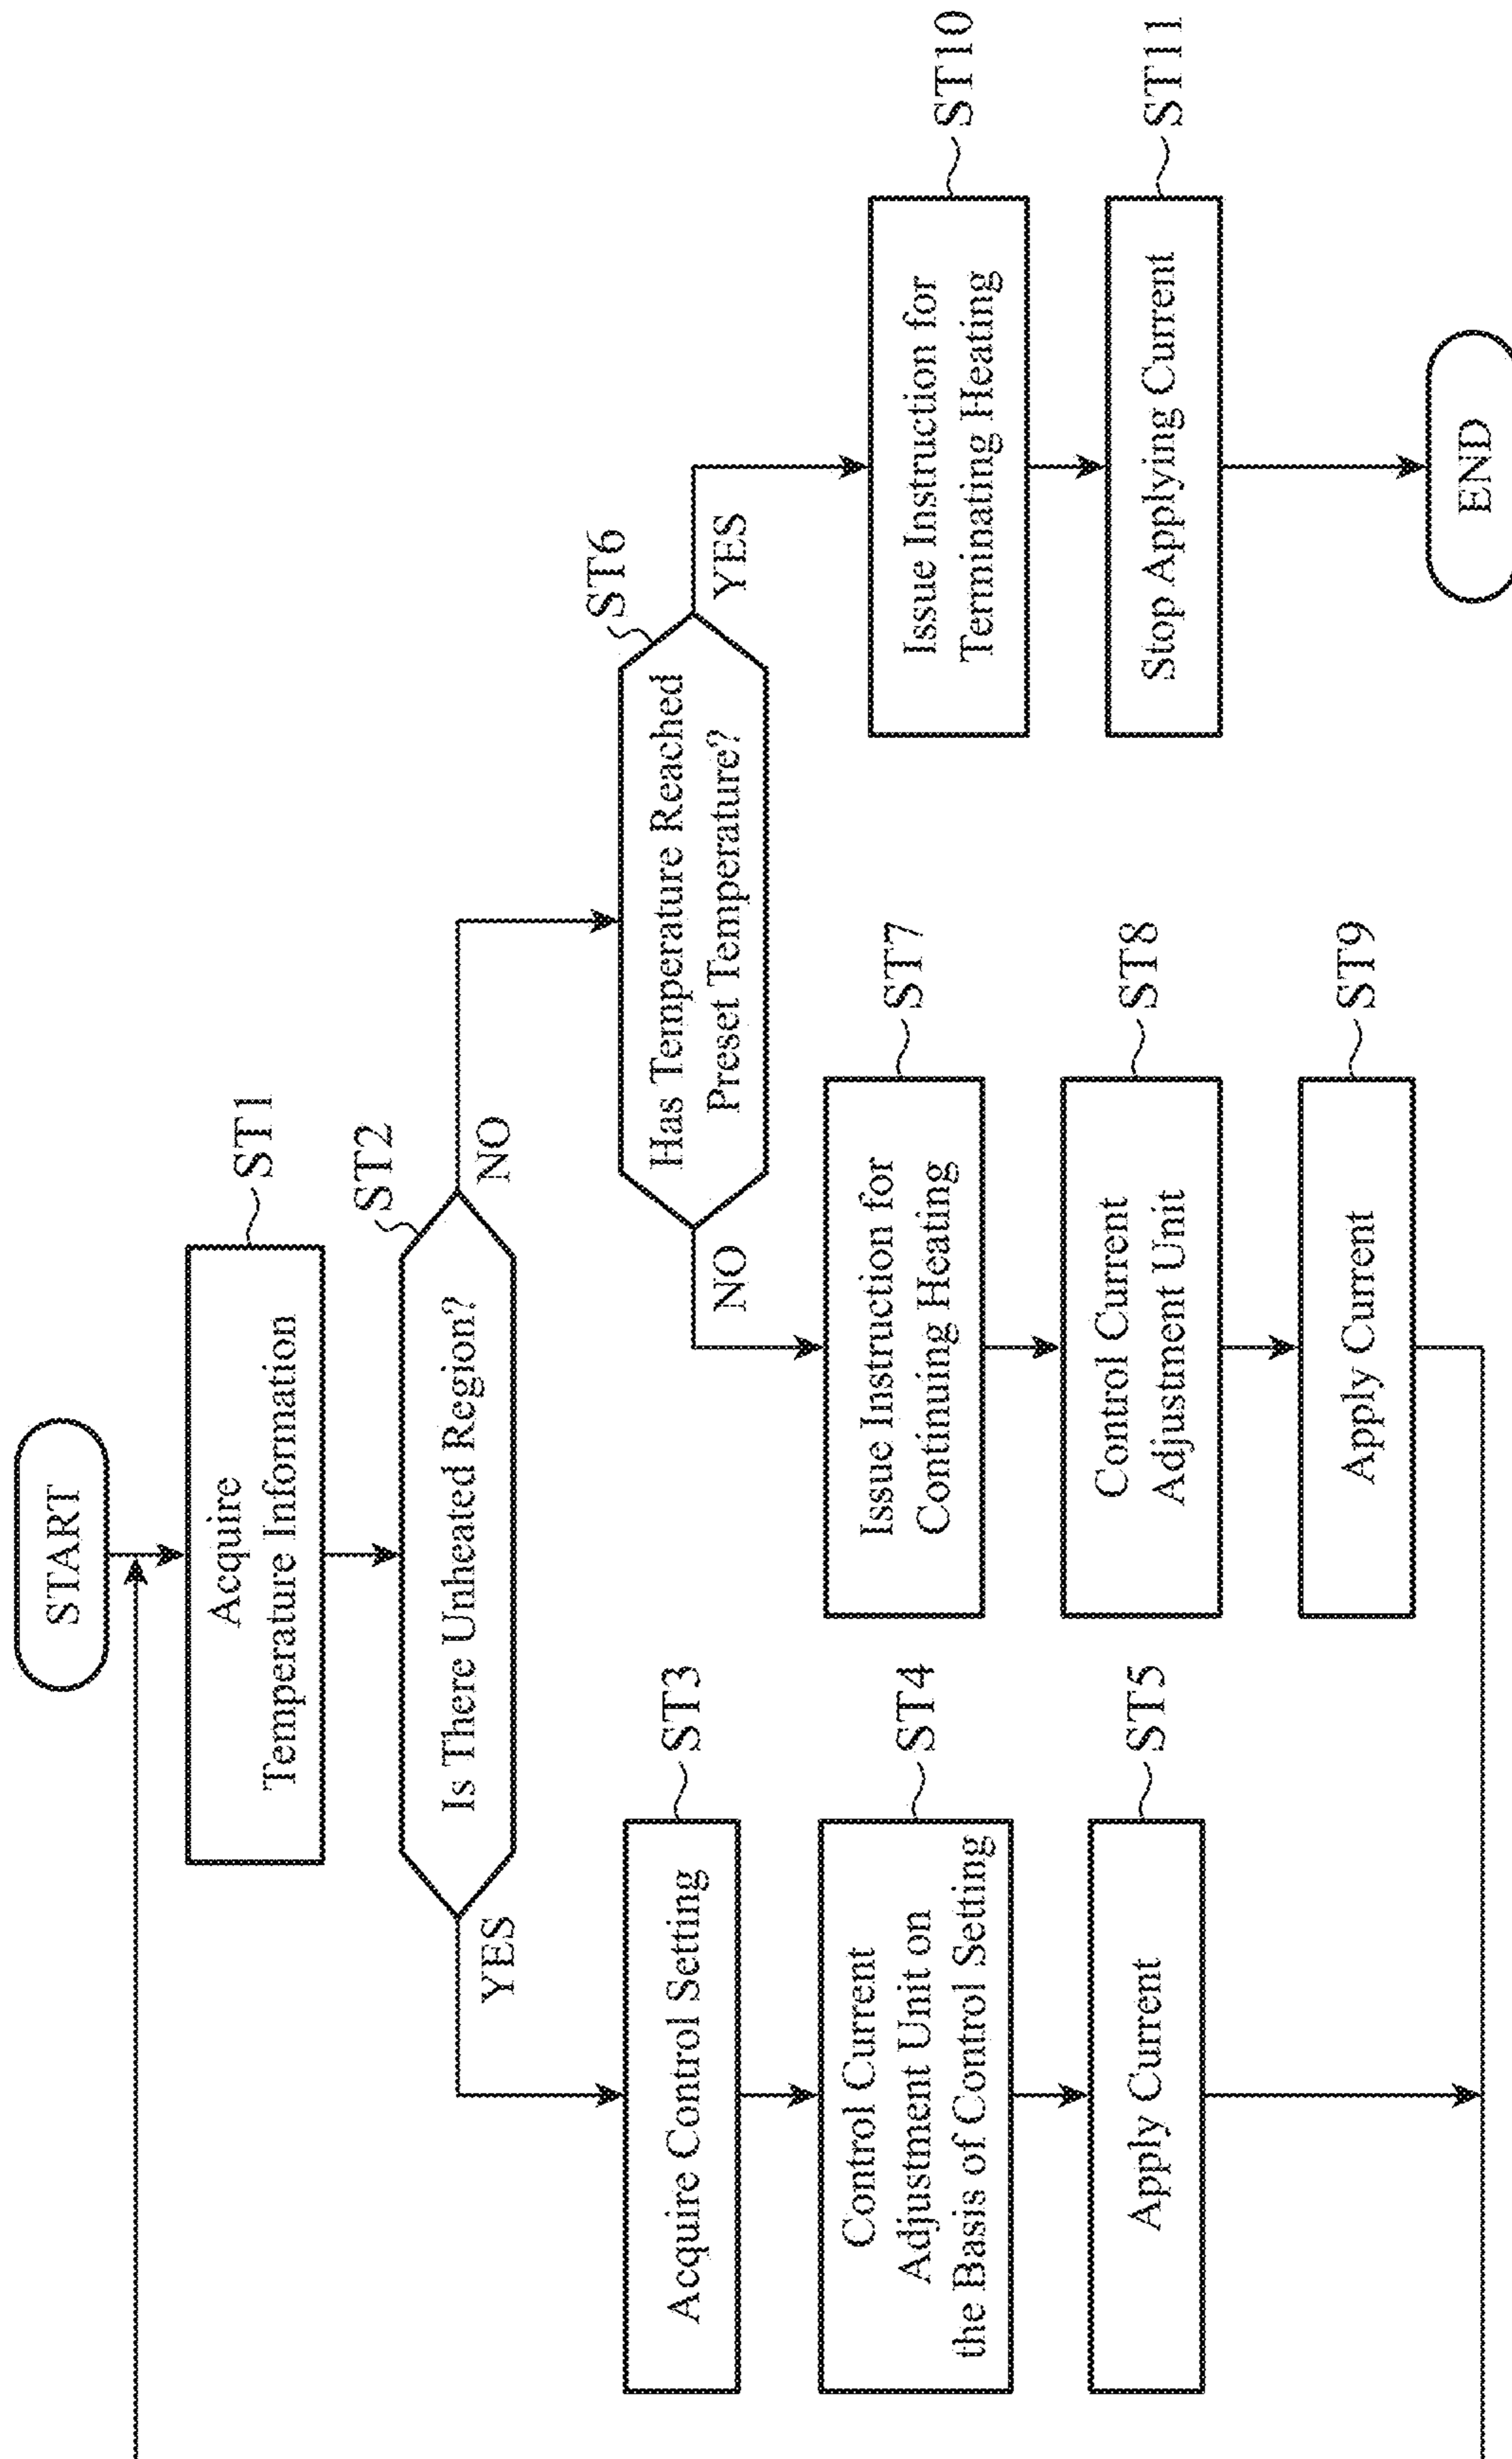 START
Acquire
Temperature Information
ST1
Is There Unheated Region?
ST2
YES
NO
Acquire Control Setting
ST3
Control Current
Adjustment Unit on
the Basis of Control Setting
ST4
Apply Current
ST5
Has Temperature Reached
Preset Temperature?
ST6
NO
YES
Issue Instruction for
Continuing Heating
ST7
Control Current
Adjustment Unit
ST8
Apply Current
ST9
Issue Instruction for
Terminating Heating
ST10
Stop Applying Current
ST11
END